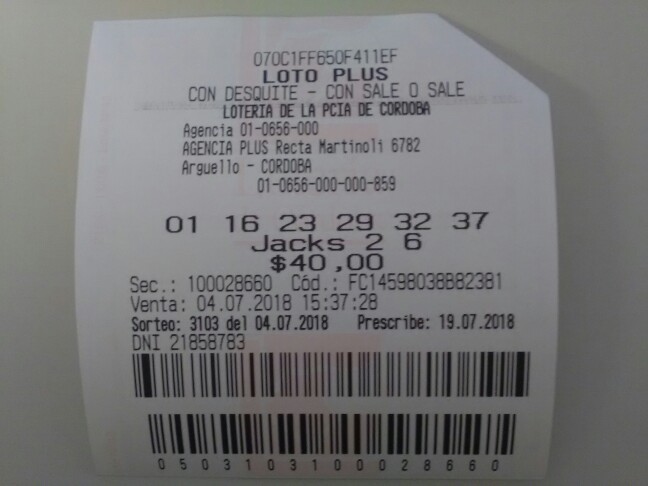 070C1FF650F411EF
LOTO PLUS
CON DESQUITE - CON SALE O SALE
LOTERIA DE LA PCIA DE CORDOBA
Agencia 01-0656-000
AGENCIA PLUS Recta Martinoli 6782
Arguello - CORDOBA
01-0656-000-000-859
01 16 23 29 32 37
Jacks 2 6
$40,00
Sec.: 100028660 Cód.: FC14598038B82381
Venta: 04.07.2018 15:37:28
Sorteo: 3103 del 04.07.2018 Prescribe: 19.07.2018
DNI 21858783
05031031000028660